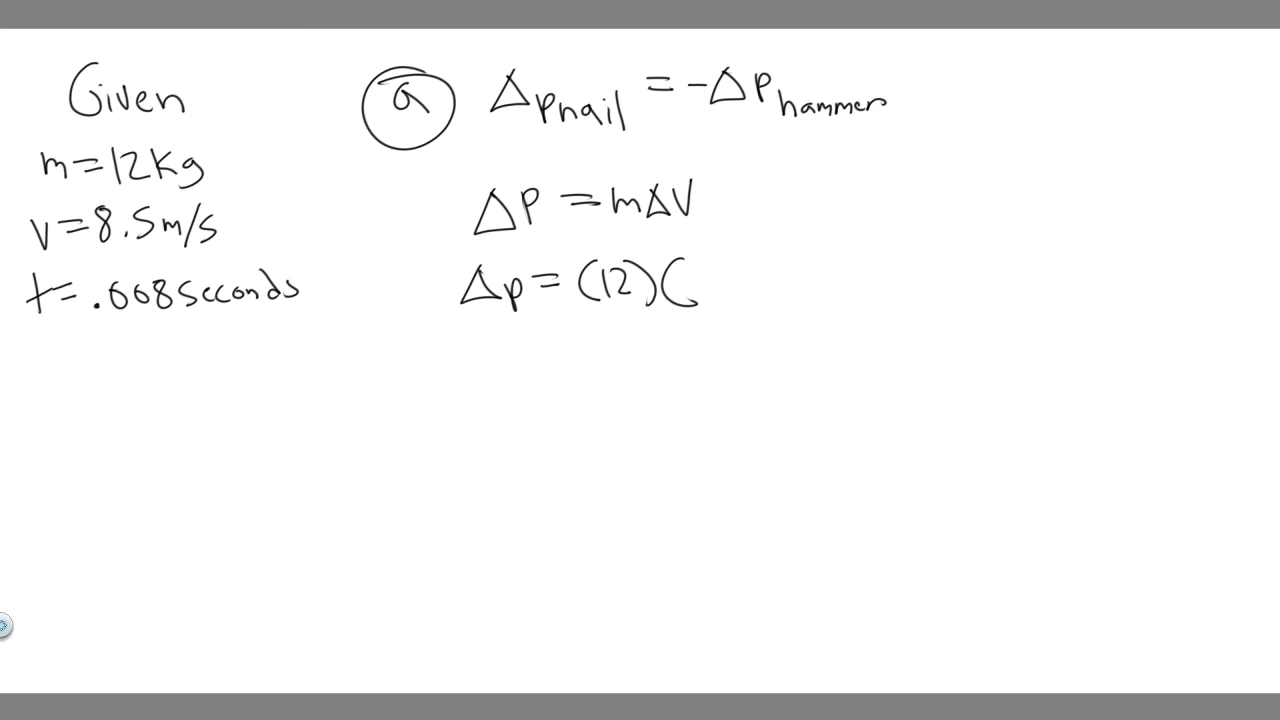 Given
m=12Kg
v=8.5m/s
t=.008seconds
a
Δpnail = -Δphammer
Δp = mΔV
Δp = (12)(